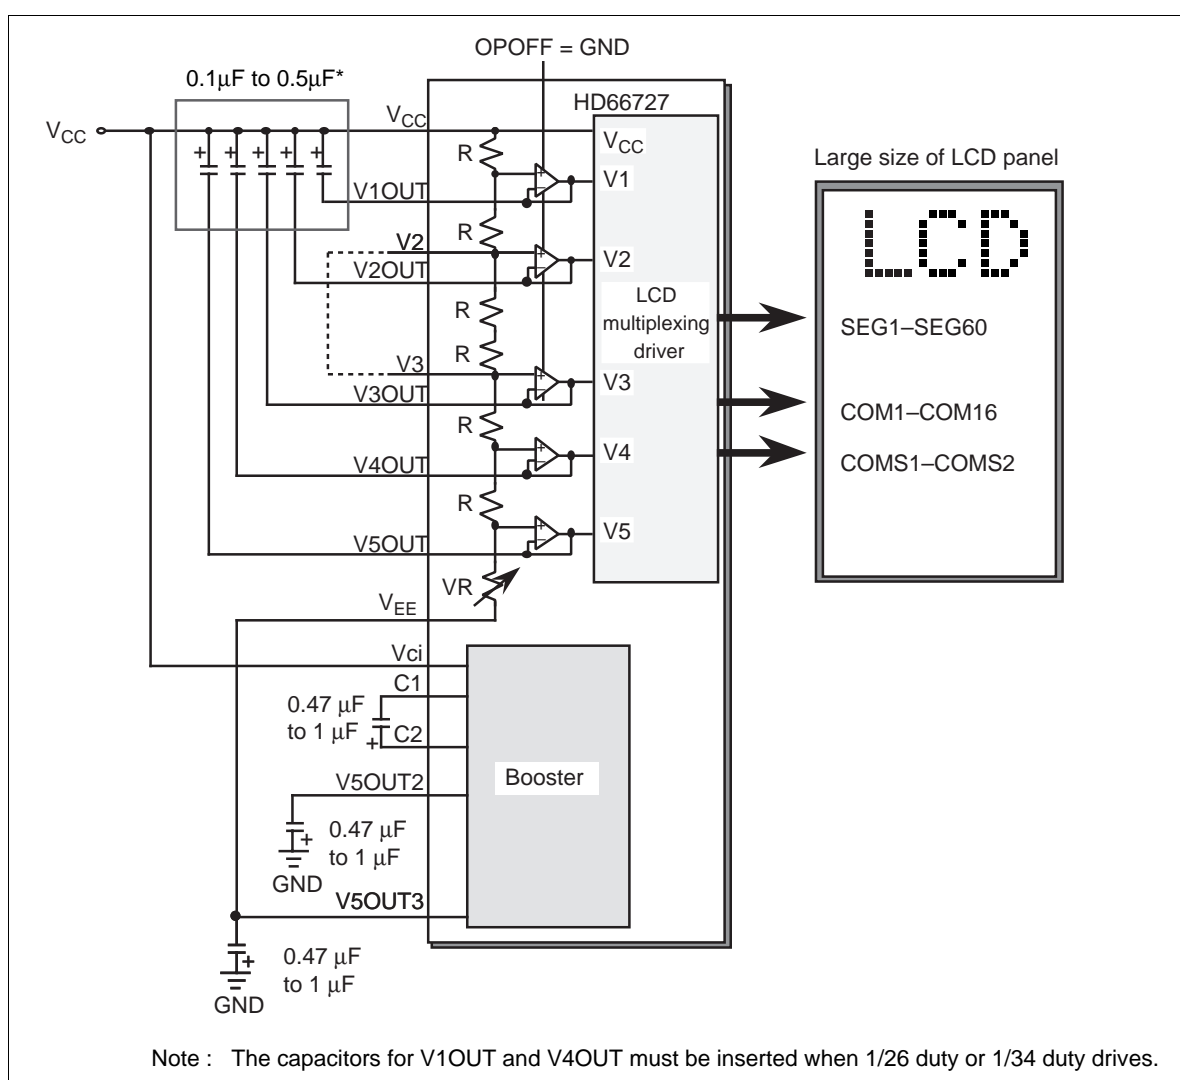 OPOFF = GND
0.1µF to 0.5µF*
HD66727
VCC
VCC
VCC
R
+ + + + +
+
−
V1OUT
V1
Large size of LCD panel
LCD
R
V2
+
−
V2OUT
V2
R
LCD
multiplexing
driver
SEG1–SEG60
R
V3
+
−
V3OUT
V3
COM1–COM16
R
+
−
V4OUT
V4
COMS1–COMS2
R
+
−
V5OUT
V5
VR
VEE
Vci
C1
0.47 µF
to 1 µF
+
C2
Booster
V5OUT2
+
0.47 µF
to 1 µF
GND
V5OUT3
+
0.47 µF
to 1 µF
GND
Note : The capacitors for V1OUT and V4OUT must be inserted when 1/26 duty or 1/34 duty drives.